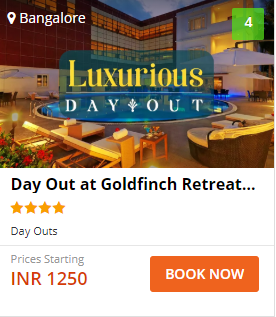 Bangalore
4
Luxurious
DAY OUT
Day Out at Goldfinch Retreat...
Day Outs
Prices Starting
INR 1250
BOOK NOW